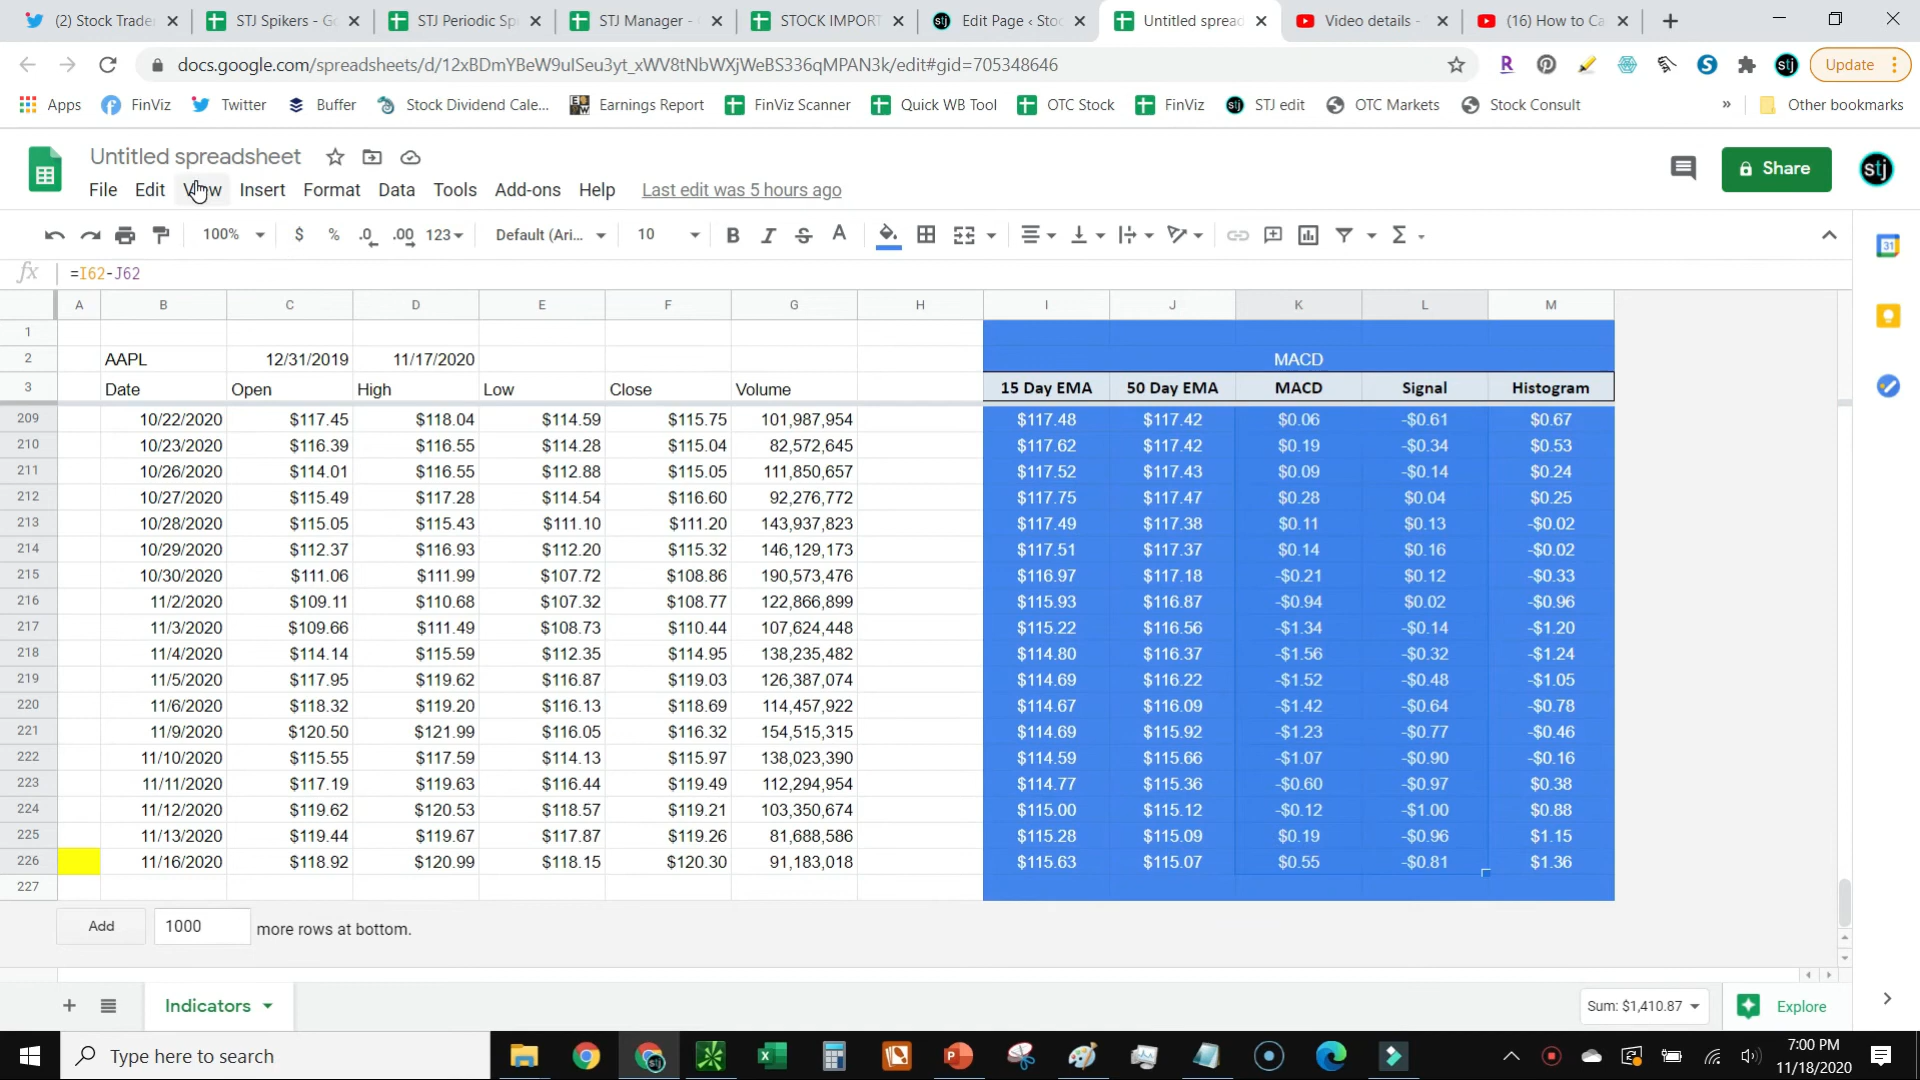 (2) Stock Trader
STJ Spikers - Go
STJ Periodic Sp
STJ Manager -
STOCK IMPORT
stj Edit Page ‹ Stoc
Untitled spread
Video details -
(16) How to Ca
docs.google.com/spreadsheets/d/12xBDmYBeW9uISeu3yt_xWV8tNbWXjWeBS336qMPAN3k/edit#gid=705348646
stj
Update
Apps
FinViz
Twitter
Buffer
Stock Dividend Cale...
Earnings Report
FinViz Scanner
Quick WB Tool
OTC Stock
FinViz
STJ edit
OTC Markets
Stock Consult
»
Other bookmarks
Untitled spreadsheet
File Edit View Insert Format Data Tools Add-ons Help Last edit was 5 hours ago
Share
stj
100% $ % .0 .00 123 Default (Ari... 10 B I S A
31
fx =I62-J62
A B C D E F G H I J K L M
1
2 AAPL 12/31/2019 11/17/2020 MACD
3 Date Open High Low Close Volume 15 Day EMA 50 Day EMA MACD Signal Histogram
209 10/22/2020 $117.45 $118.04 $114.59 $115.75 101,987,954 $117.48 $117.42 $0.06 -$0.61 $0.67
210 10/23/2020 $116.39 $116.55 $114.28 $115.04 82,572,645 $117.62 $117.42 $0.19 -$0.34 $0.53
211 10/26/2020 $114.01 $116.55 $112.88 $115.05 111,850,657 $117.52 $117.43 $0.09 -$0.14 $0.24
212 10/27/2020 $115.49 $117.28 $114.54 $116.60 92,276,772 $117.75 $117.47 $0.28 $0.04 $0.25
213 10/28/2020 $115.05 $115.43 $111.10 $111.20 143,937,823 $117.49 $117.38 $0.11 $0.13 -$0.02
214 10/29/2020 $112.37 $116.93 $112.20 $115.32 146,129,173 $117.51 $117.37 $0.14 $0.16 -$0.02
215 10/30/2020 $111.06 $111.99 $107.72 $108.86 190,573,476 $116.97 $117.18 -$0.21 $0.12 -$0.33
216 11/2/2020 $109.11 $110.68 $107.32 $108.77 122,866,899 $115.93 $116.87 -$0.94 $0.02 -$0.96
217 11/3/2020 $109.66 $111.49 $108.73 $110.44 107,624,448 $115.22 $116.56 -$1.34 -$0.14 -$1.20
218 11/4/2020 $114.14 $115.59 $112.35 $114.95 138,235,482 $114.80 $116.37 -$1.56 -$0.32 -$1.24
219 11/5/2020 $117.95 $119.62 $116.87 $119.03 126,387,074 $114.69 $116.22 -$1.52 -$0.48 -$1.05
220 11/6/2020 $118.32 $119.20 $116.13 $118.69 114,457,922 $114.67 $116.09 -$1.42 -$0.64 -$0.78
221 11/9/2020 $120.50 $121.99 $116.05 $116.32 154,515,315 $114.69 $115.92 -$1.23 -$0.77 -$0.46
222 11/10/2020 $115.55 $117.59 $114.13 $115.97 138,023,390 $114.59 $115.66 -$1.07 -$0.90 -$0.16
223 11/11/2020 $117.19 $119.63 $116.44 $119.49 112,294,954 $114.77 $115.36 -$0.60 -$0.97 $0.38
224 11/12/2020 $119.62 $120.53 $118.57 $119.21 103,350,674 $115.00 $115.12 -$0.12 -$1.00 $0.88
225 11/13/2020 $119.44 $119.67 $117.87 $119.26 81,688,586 $115.28 $115.09 $0.19 -$0.96 $1.15
226 11/16/2020 $118.92 $120.99 $118.15 $120.30 91,183,018 $115.63 $115.07 $0.55 -$0.81 $1.36
227
Add 1000 more rows at bottom.
Indicators
Sum: $1,410.87
Explore
Type here to search
7:00 PM
11/18/2020